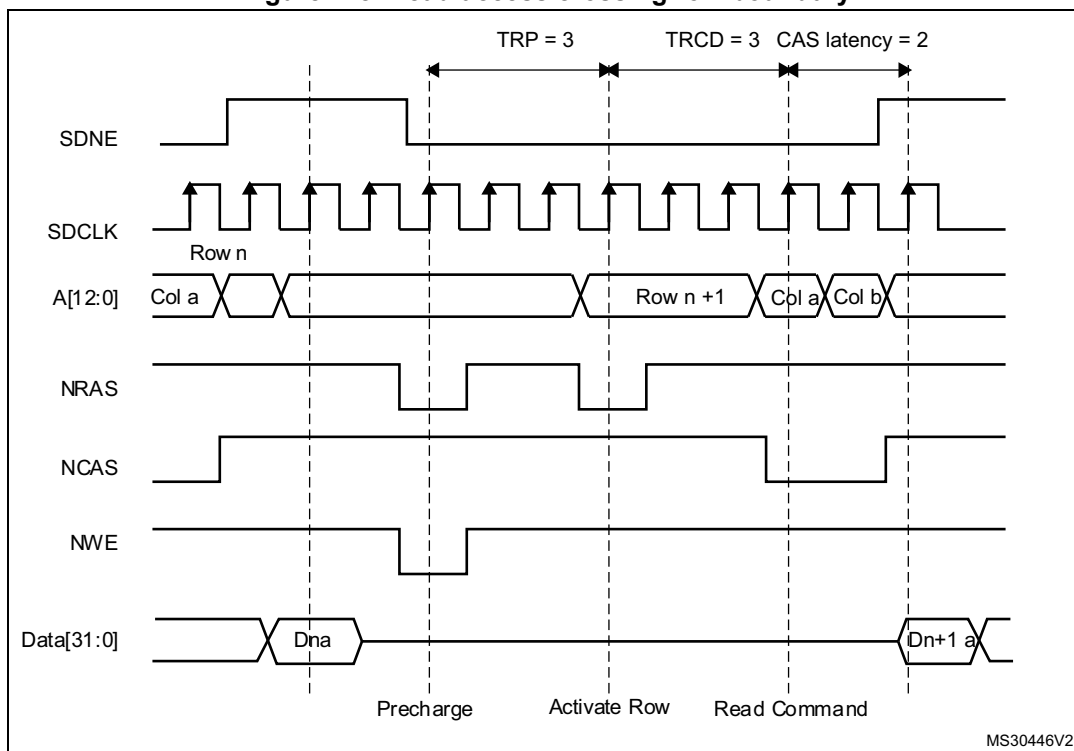 TRP = 3 TRCD = 3 CAS latency = 2
SDNE
SDCLK
Row n
A[12:0] Col a Row n +1 Col a Col b
NRAS
NCAS
NWE
Data[31:0] Dna Dn+1 a
Precharge Activate Row Read Command
MS30446V2